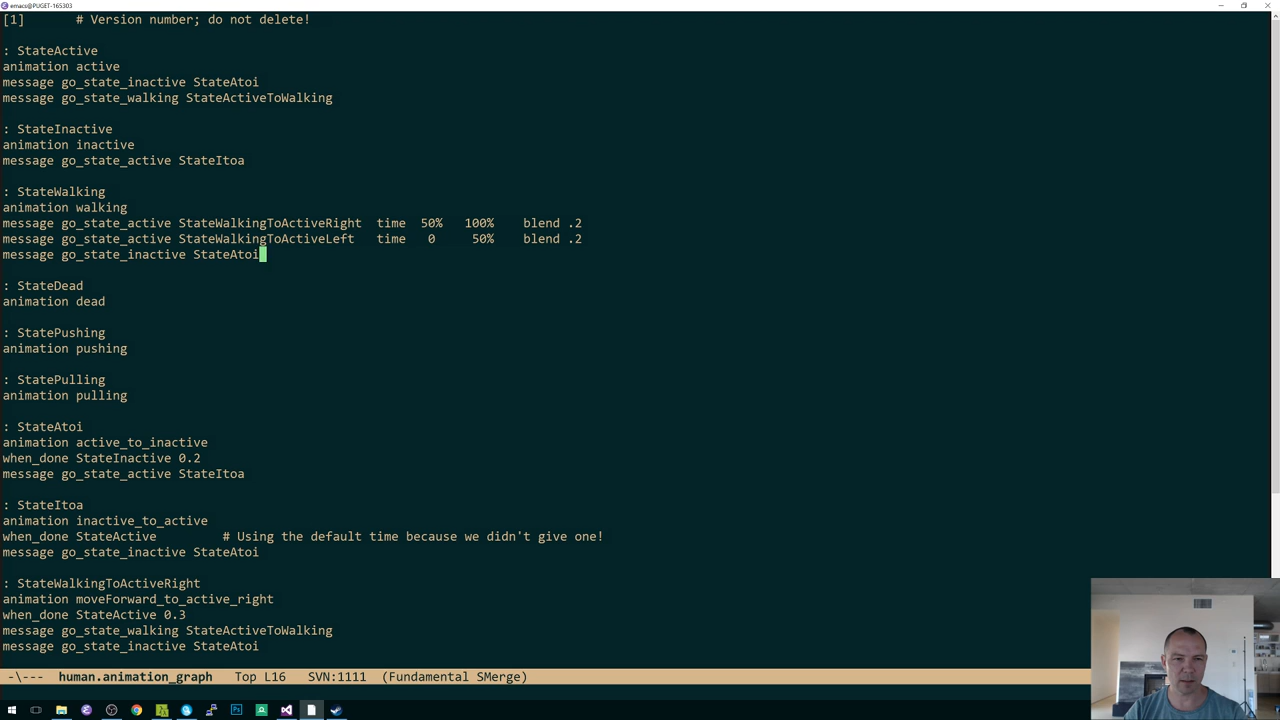 emacs@PUGET-165303
[1]       # Version number; do not delete!
: StateActive
animation active
message go_state_inactive StateAtoi
message go_state_walking StateActiveToWalking
: StateInactive
animation inactive
message go_state_active StateItoa
: StateWalking
animation walking
message go_state_active StateWalkingToActiveRight  time  50%   100%    blend .2
message go_state_active StateWalkingToActiveLeft   time   0     50%    blend .2
message go_state_inactive StateAtoi
: StateDead
animation dead
: StatePushing
animation pushing
: StatePulling
animation pulling
: StateAtoi
animation active_to_inactive
when_done StateInactive 0.2
message go_state_active StateItoa
: StateItoa
animation inactive_to_active
when_done StateActive         # Using the default time because we didn't give one!
message go_state_inactive StateAtoi
: StateWalkingToActiveRight
animation moveForward_to_active_right
when_done StateActive 0.3
message go_state_walking StateActiveToWalking
message go_state_inactive StateAtoi
-\---  human.animation_graph   Top L16   SVN:1111  (Fundamental SMerge)